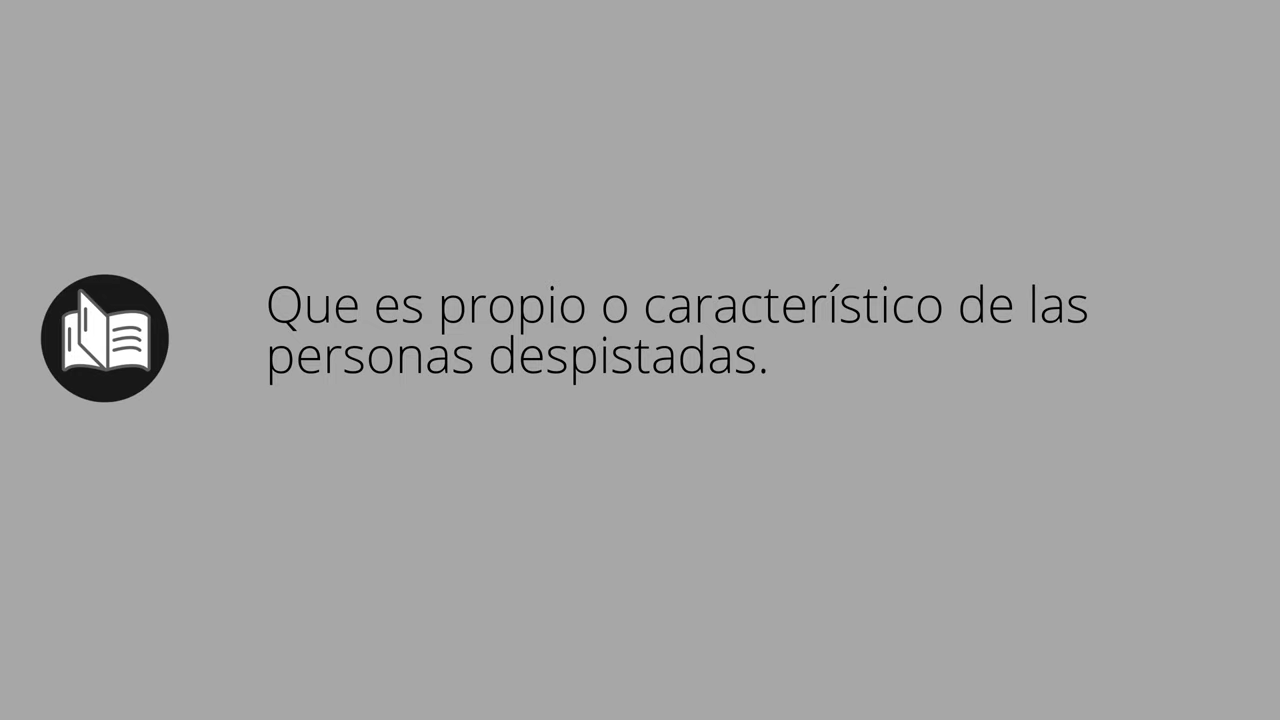 Que es propio o característico de las
personas despistadas.